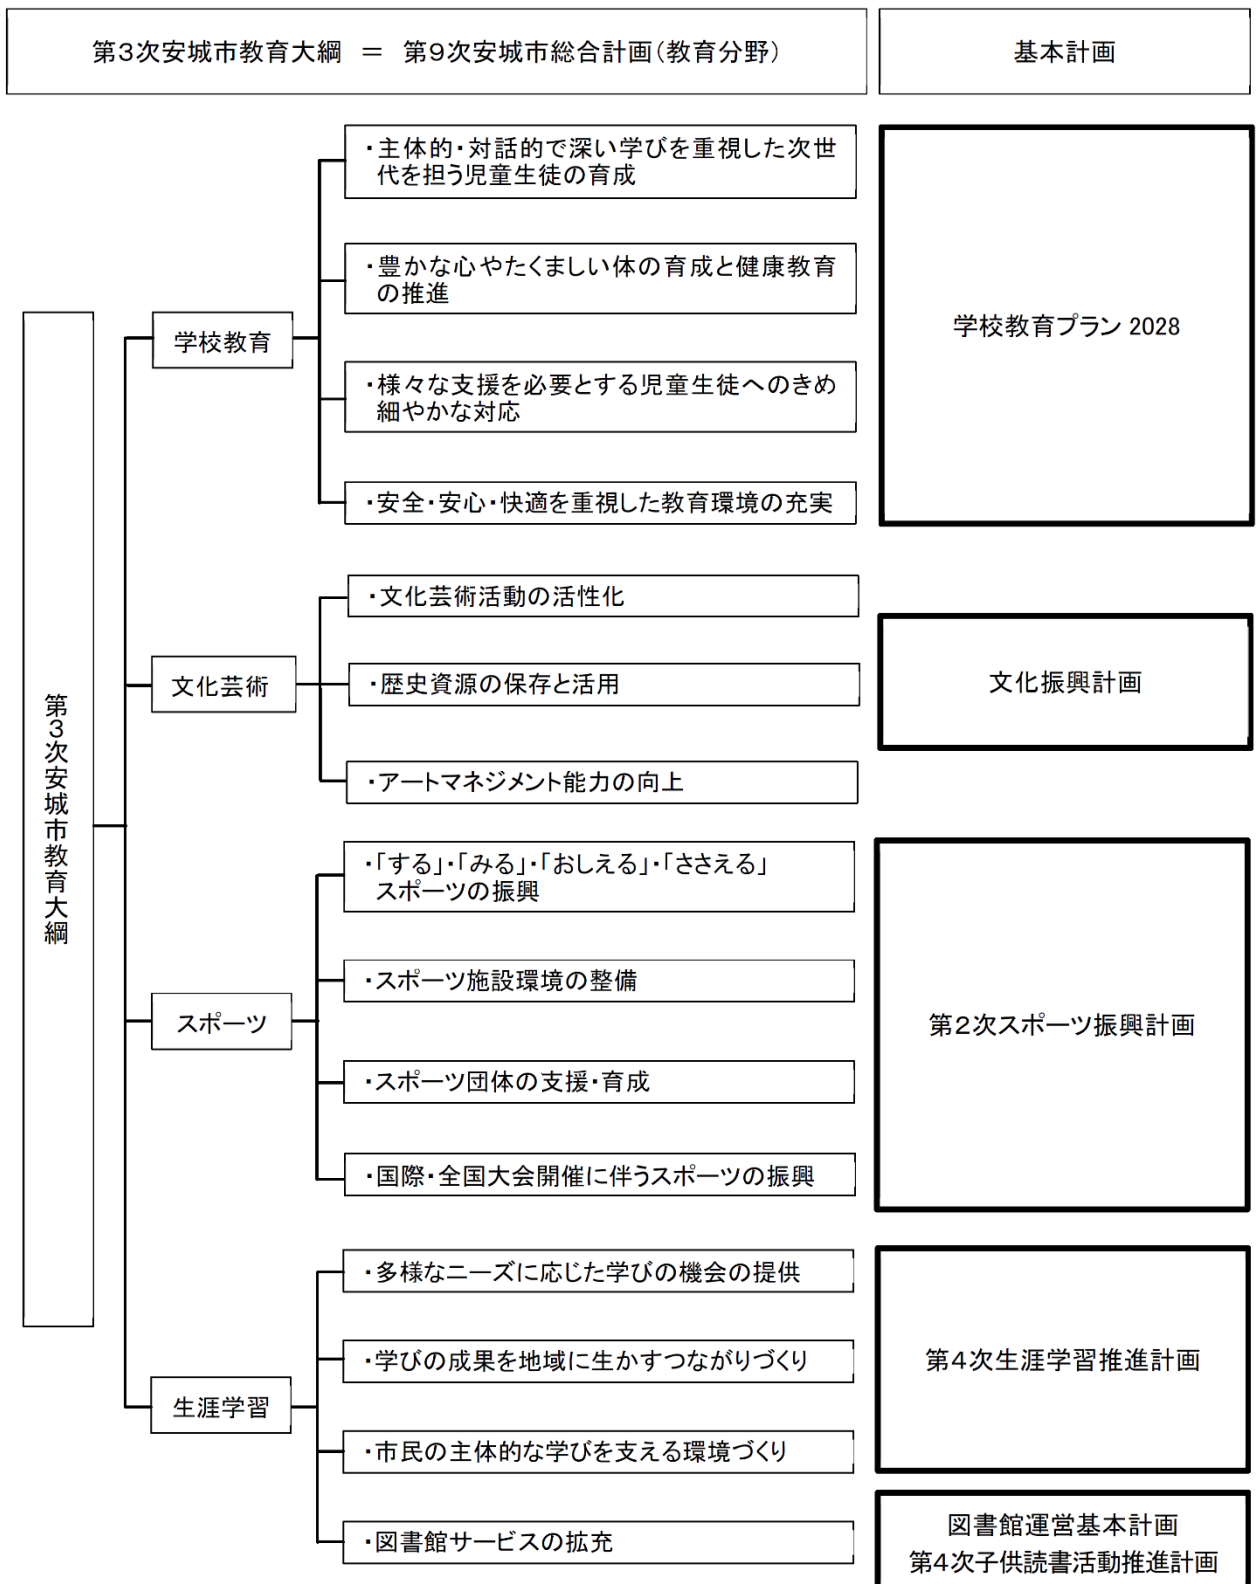 第3次安城市教育大綱 ＝ 第9次安城市総合計画(教育分野)
基本計画
第3次安城市教育大綱
学校教育
・主体的・対話的で深い学びを重視した次世
代を担う児童生徒の育成
・豊かな心やたくましい体の育成と健康教育
の推進
・様々な支援を必要とする児童生徒へのきめ
細やかな対応
・安全・安心・快適を重視した教育環境の充実
学校教育プラン 2028
文化芸術
・文化芸術活動の活性化
・歴史資源の保存と活用
・アートマネジメント能力の向上
文化振興計画
スポーツ
・「する」・「みる」・「おしえる」・「ささえる」
スポーツの振興
・スポーツ施設環境の整備
・スポーツ団体の支援・育成
・国際・全国大会開催に伴うスポーツの振興
第2次スポーツ振興計画
生涯学習
・多様なニーズに応じた学びの機会の提供
・学びの成果を地域に生かすつながりづくり
・市民の主体的な学びを支える環境づくり
・図書館サービスの拡充
第4次生涯学習推進計画
図書館運営基本計画
第4次子供読書活動推進計画